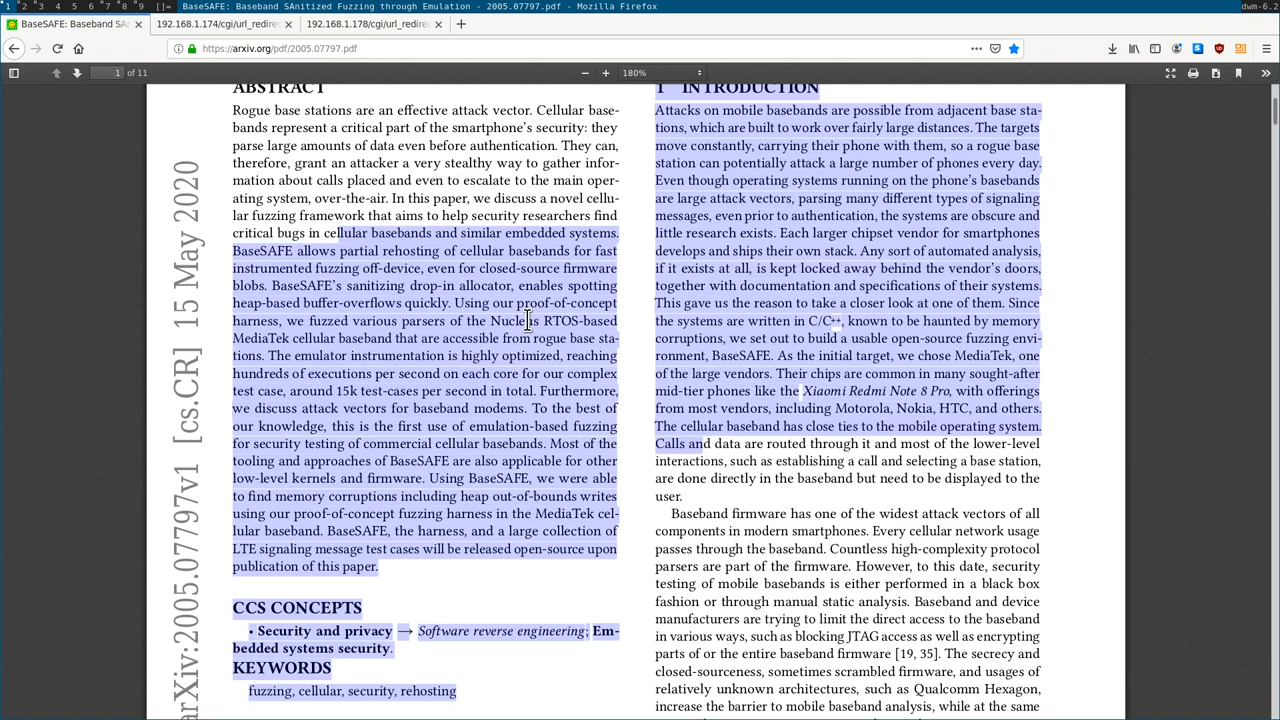 1 2 3 4 5 6 7 8 9 []= BaseSAFE: Baseband SAnitized Fuzzing through Emulation - 2005.07797.pdf - Mozilla Firefox dwm-6.2
BaseSAFE: Baseband SAn
192.168.1.174/cgi/url_redirec
192.168.1.178/cgi/url_redirec
https://arxiv.org/pdf/2005.07797.pdf
1 of 11
180%
arXiv:2005.07797v1 [cs.CR] 15 May 2020
ABSTRACT
Rogue base stations are an effective attack vector. Cellular base-
bands represent a critical part of the smartphone's security: they
parse large amounts of data even before authentication. They can,
therefore, grant an attacker a very stealthy way to gather infor-
mation about calls placed and even to escalate to the main oper-
ating system, over-the-air. In this paper, we discuss a novel cellu-
lar fuzzing framework that aims to help security researchers find
critical bugs in cellular basebands and similar embedded systems.
BaseSAFE allows partial rehosting of cellular basebands for fast
instrumented fuzzing off-device, even for closed-source firmware
blobs. BaseSAFE's sanitizing drop-in allocator, enables spotting
heap-based buffer-overflows quickly. Using our proof-of-concept
harness, we fuzzed various parsers of the Nucleus RTOS-based
MediaTek cellular baseband that are accessible from rogue base sta-
tions. The emulator instrumentation is highly optimized, reaching
hundreds of executions per second on each core for our complex
test case, around 15k test-cases per second in total. Furthermore,
we discuss attack vectors for baseband modems. To the best of
our knowledge, this is the first use of emulation-based fuzzing
for security testing of commercial cellular basebands. Most of the
tooling and approaches of BaseSAFE are also applicable for other
low-level kernels and firmware. Using BaseSAFE, we were able
to find memory corruptions including heap out-of-bounds writes
using our proof-of-concept fuzzing harness in the MediaTek cel-
lular baseband. BaseSAFE, the harness, and a large collection of
LTE signaling message test cases will be released open-source upon
publication of this paper.
CCS CONCEPTS
• Security and privacy → Software reverse engineering; Em-
bedded systems security.
KEYWORDS
fuzzing, cellular, security, rehosting
1 INTRODUCTION
Attacks on mobile basebands are possible from adjacent base sta-
tions, which are built to work over fairly large distances. The targets
move constantly, carrying their phone with them, so a rogue base
station can potentially attack a large number of phones every day.
Even though operating systems running on the phone's basebands
are large attack vectors, parsing many different types of signaling
messages, even prior to authentication, the systems are obscure and
little research exists. Each larger chipset vendor for smartphones
develops and ships their own stack. Any sort of automated analysis,
if it exists at all, is kept locked away behind the vendor's doors,
together with documentation and specifications of their systems.
This gave us the reason to take a closer look at one of them. Since
the systems are written in C/C++, known to be haunted by memory
corruptions, we set out to build a usable open-source fuzzing envi-
ronment, BaseSAFE. As the initial target, we chose MediaTek, one
of the large vendors. Their chips are common in many sought-after
mid-tier phones like the Xiaomi Redmi Note 8 Pro, with offerings
from most vendors, including Motorola, Nokia, HTC, and others.
The cellular baseband has close ties to the mobile operating system.
Calls and data are routed through it and most of the lower-level
interactions, such as establishing a call and selecting a base station,
are done directly in the baseband but need to be displayed to the
user.
Baseband firmware has one of the widest attack vectors of all
components in modern smartphones. Every cellular network usage
passes through the baseband. Countless high-complexity protocol
parsers are part of the firmware. However, to this date, security
testing of mobile basebands is either performed in a black box
fashion or through manual static analysis. Baseband and device
manufacturers are trying to limit the direct access to the baseband
in various ways, such as blocking JTAG access as well as encrypting
parts of or the entire baseband firmware [19, 35]. The secrecy and
closed-sourceness, sometimes scrambled firmware, and usages of
relatively unknown architectures, such as Qualcomm Hexagon,
increase the barrier to mobile baseband analysis, while at the same